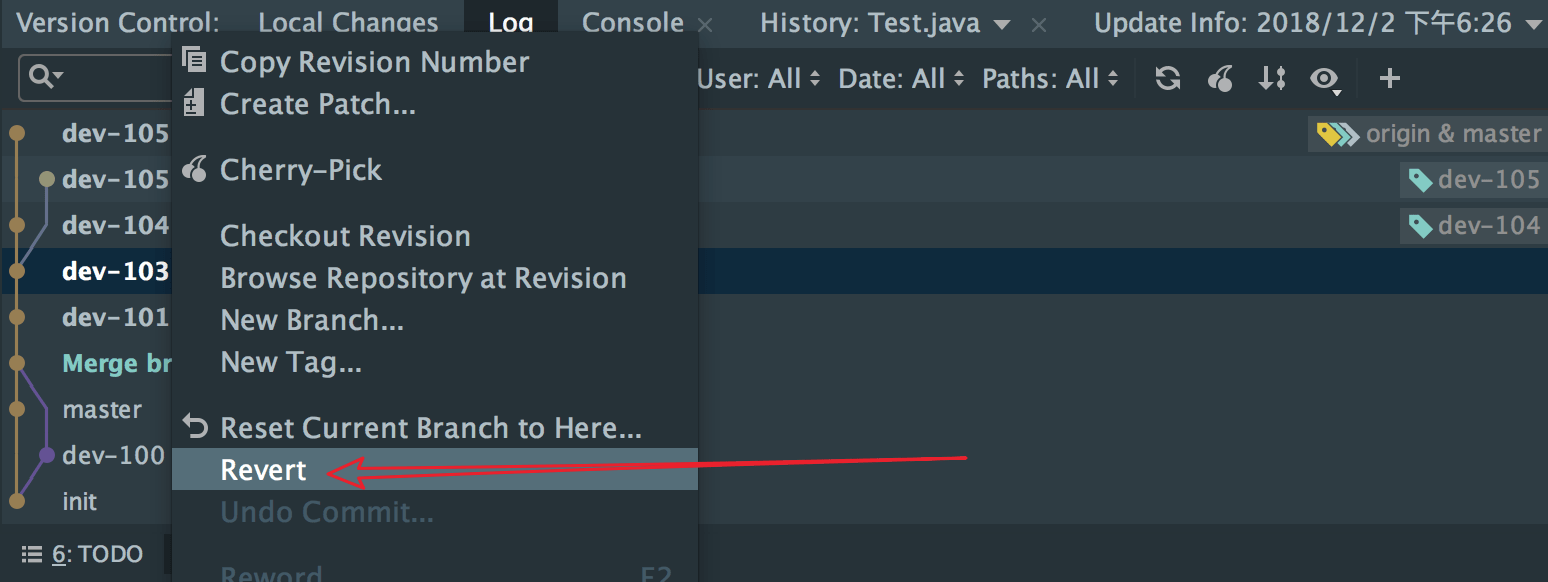 Version Control: Local Changes Log Console × History: Test.java × Update Info: 2018/12/2 下午6:26
User: All Date: All Paths: All
Copy Revision Number
Create Patch...
Cherry-Pick
Checkout Revision
Browse Repository at Revision
New Branch...
New Tag...
Reset Current Branch to Here...
Revert
Undo Commit...
Reword F2
dev-105 origin & master
dev-105 dev-105
dev-104 dev-104
dev-103
dev-101
Merge br
master
dev-100
init
6: TODO